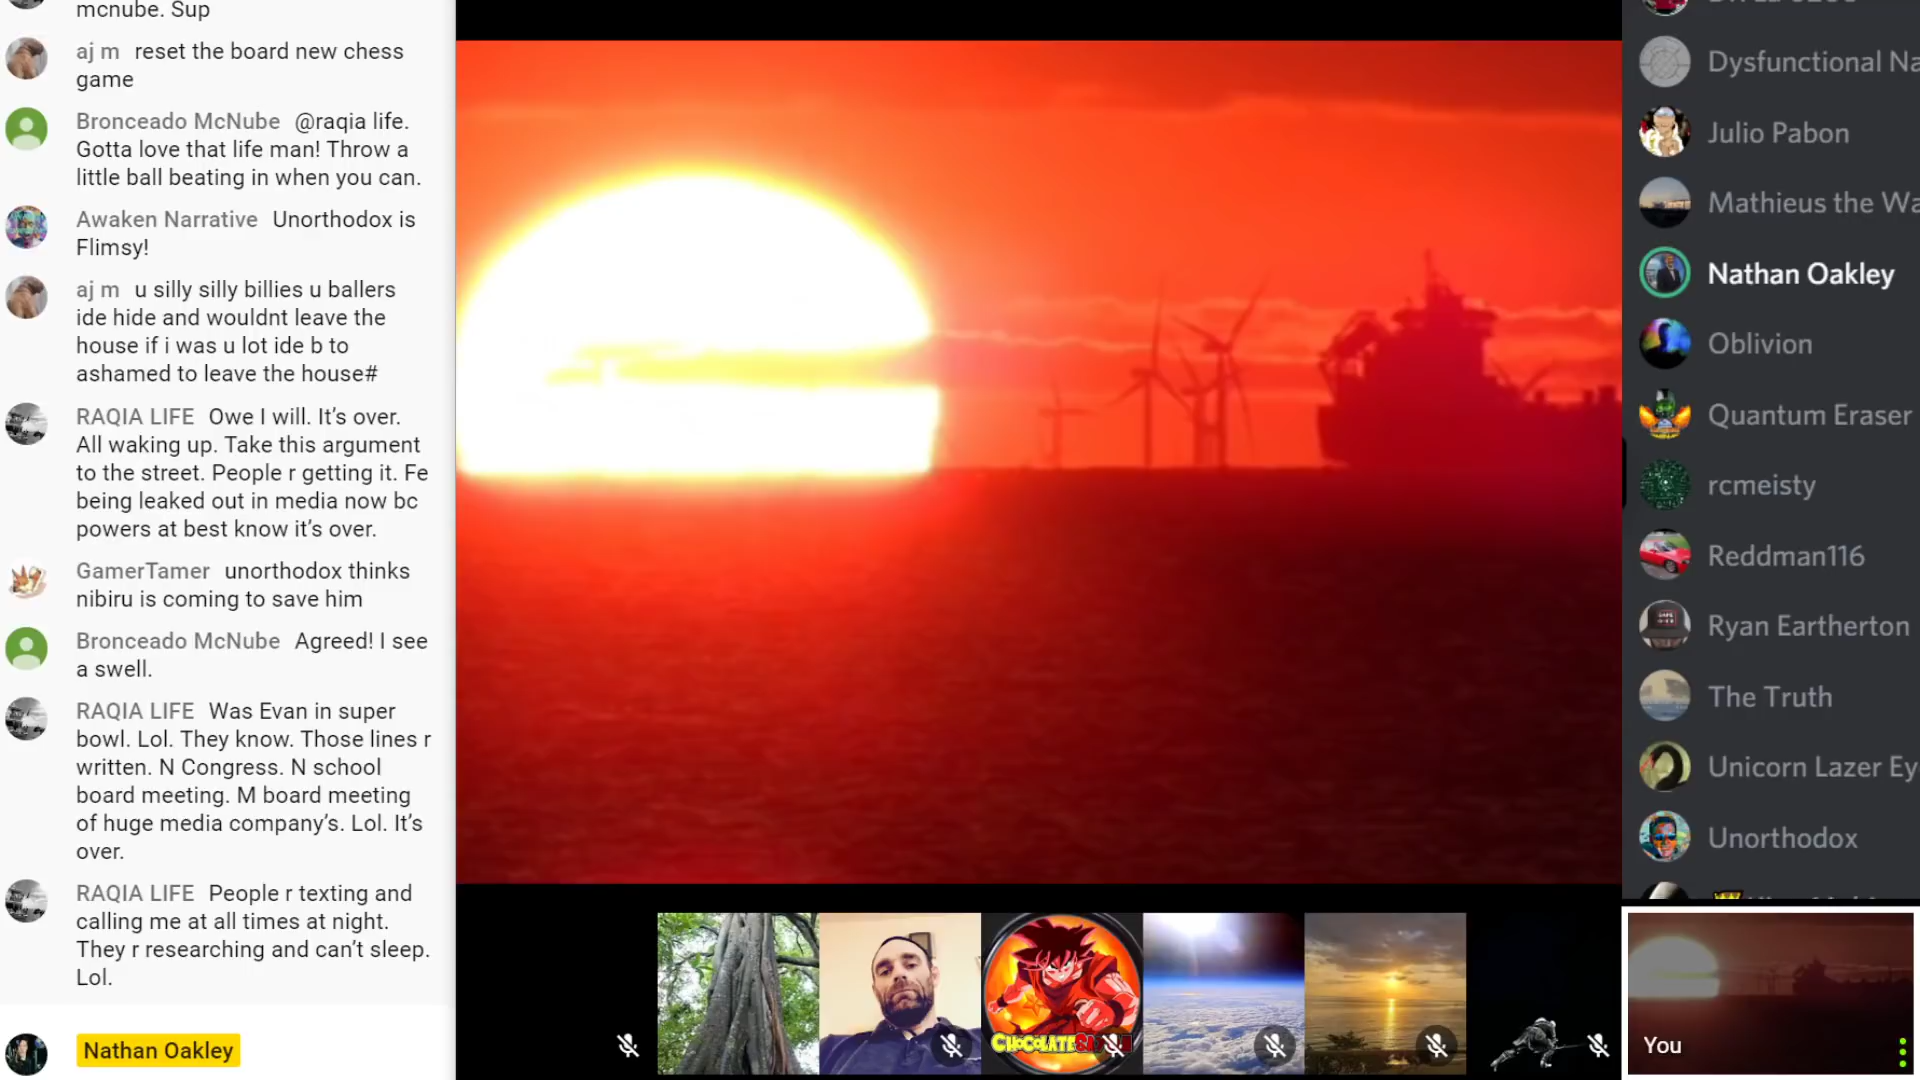 mcnube. Sup
aj m reset the board new chess
game
Bronceado McNube @raqia life.
Gotta love that life man! Throw a
little ball beating in when you can.
Awaken Narrative Unorthodox is
Flimsy!
aj m u silly silly billies u ballers
ide hide and wouldnt leave the
house if i was u lot ide b to
ashamed to leave the house#
RAQIA LIFE Owe I will. It’s over.
All waking up. Take this argument
to the street. People r getting it. Fe
being leaked out in media now bc
powers at best know it’s over.
GamerTamer unorthodox thinks
nibiru is coming to save him
Bronceado McNube Agreed! I see
a swell.
RAQIA LIFE Was Evan in super
bowl. Lol. They know. Those lines r
written. N Congress. N school
board meeting. M board meeting
of huge media company’s. Lol. It’s
over.
RAQIA LIFE People r texting and
calling me at all times at night.
They r researching and can’t sleep.
Lol.
Nathan Oakley
Dysfunctional Na
Julio Pabon
Mathieus the Wa
Nathan Oakley
Oblivion
Quantum Eraser
rcmeisty
Reddman116
Ryan Eartherton
The Truth
Unicorn Lazer Ey
Unorthodox
CHOCOLATE
You